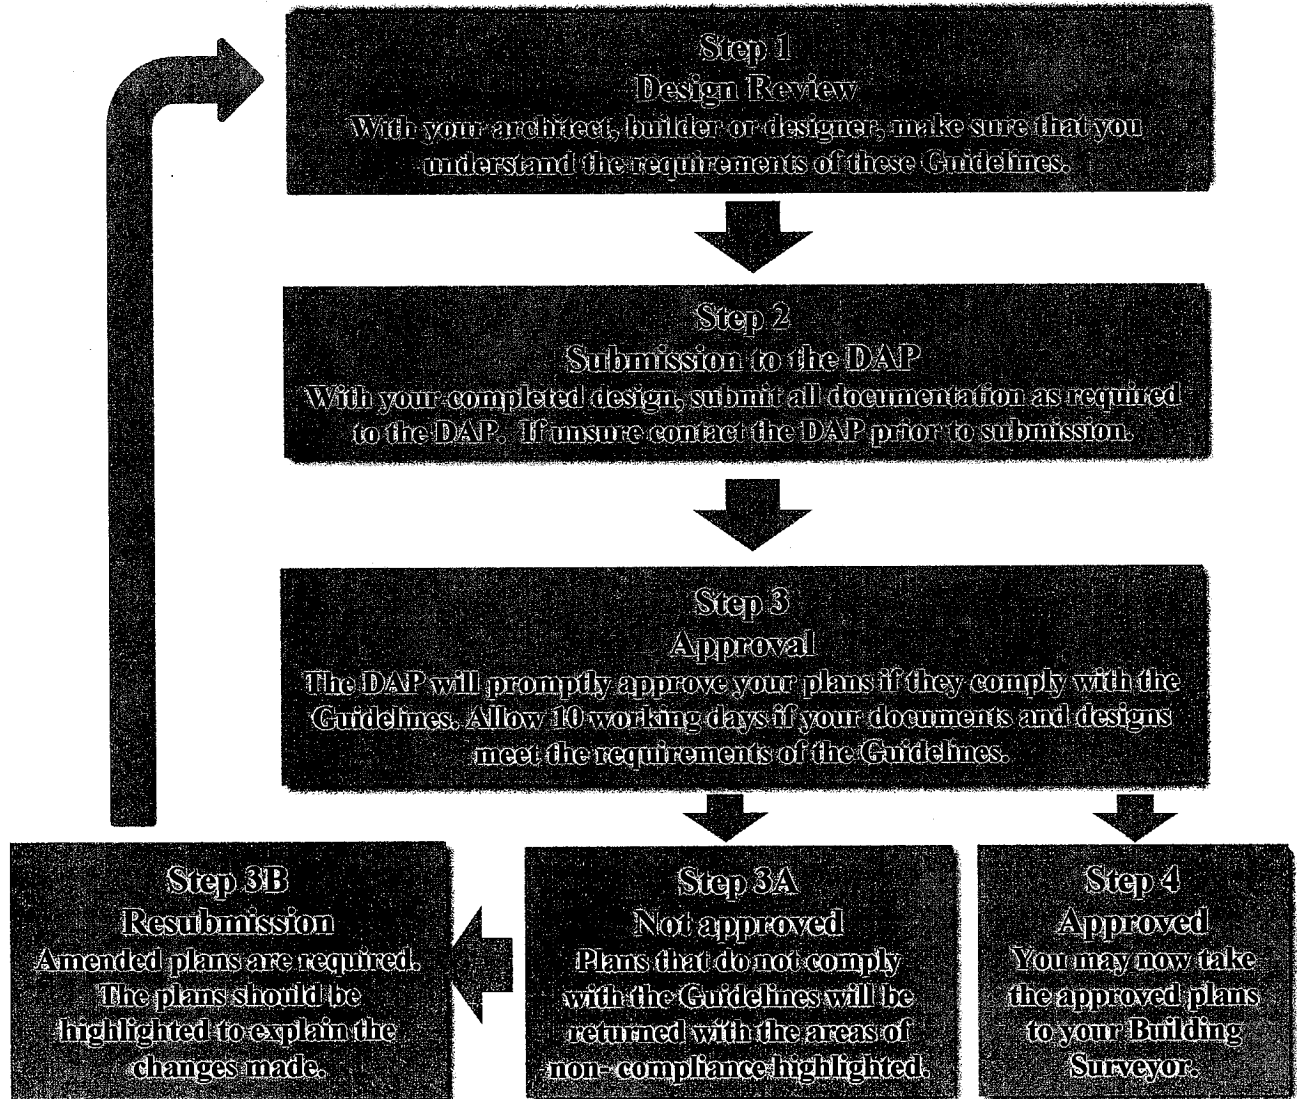 Step 1
Design Review
With your architect, builder or designer, make sure that you
understand the requirements of these Guidelines.
Step 2
Submission to the DAP
With your completed design, submit all documentation as required
to the DAP.  If unsure contact the DAP prior to submission.
Step 3
Approval
The DAP will promptly approve your plans if they comply with the
Guidelines. Allow 10 working days if your documents and designs
meet the requirements of the Guidelines.
Step 3B
Resubmission
Amended plans are required.
The plans should be
highlighted to explain the
changes made.
Step 3A
Not approved
Plans that do not comply
with the Guidelines will be
returned with the areas of
non- compliance highlighted.
Step 4
Approved
You may now take
the approved plans
to your Building
Surveyor.